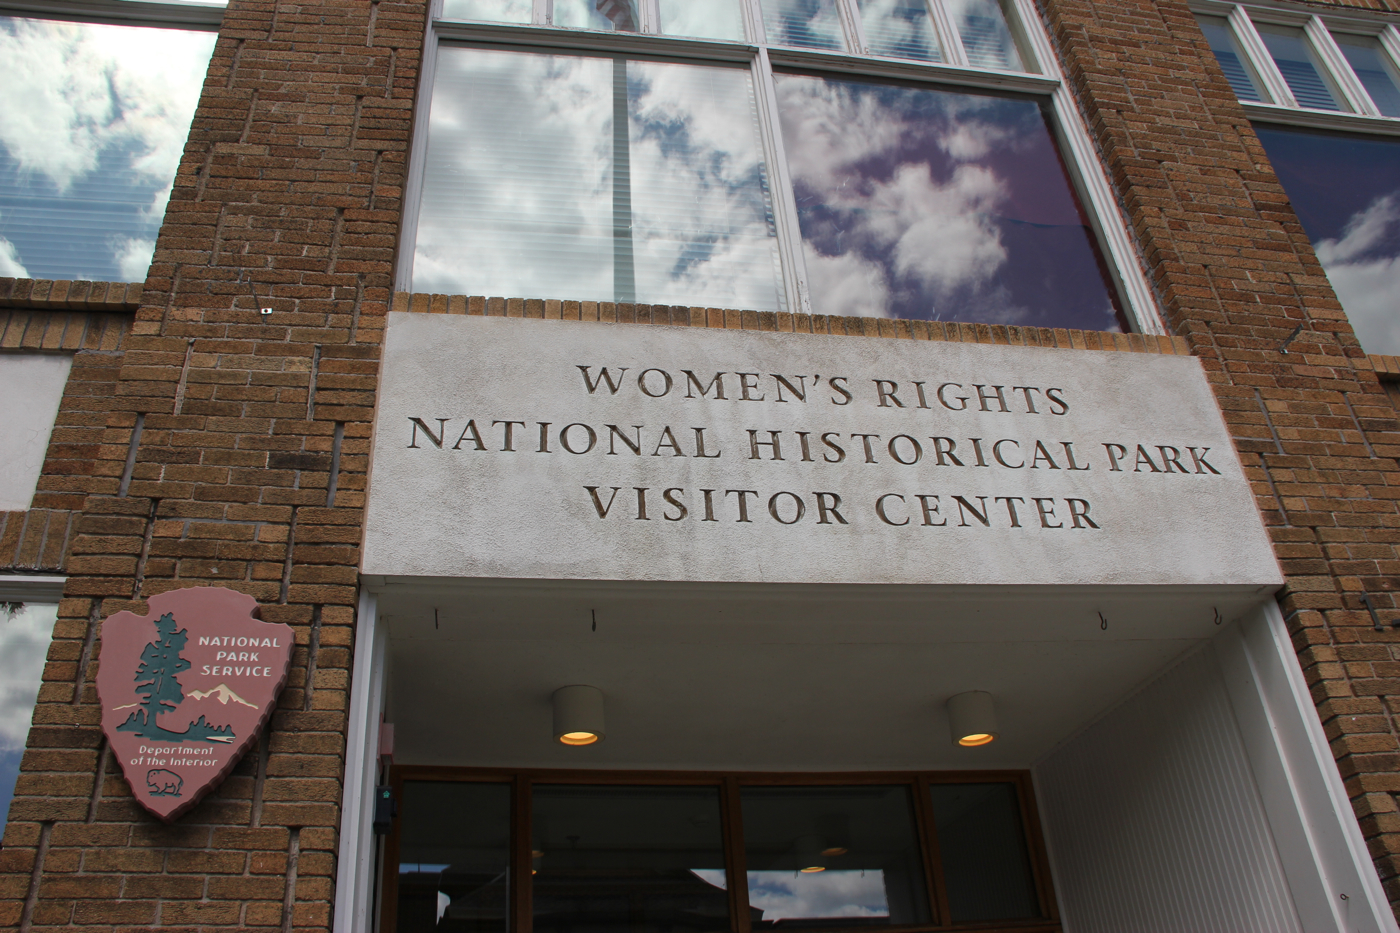 WOMEN'S RIGHTS
NATIONAL HISTORICAL PARK
VISITOR CENTER
NATIONAL
PARK
SERVICE
Department
of the Interior